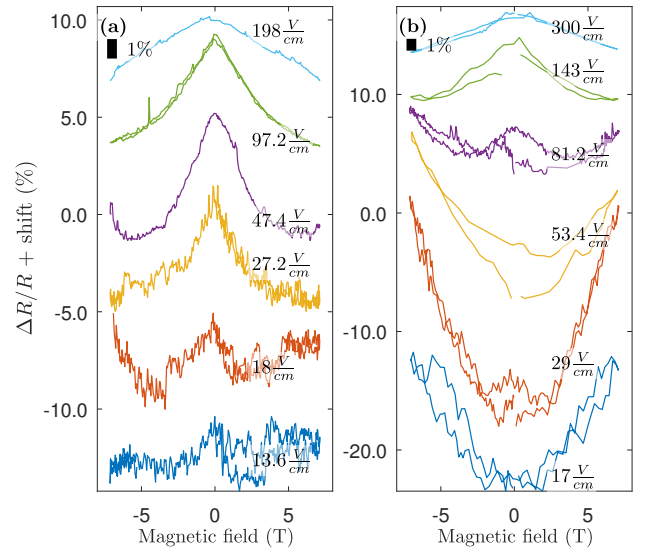 (a)
1%
198 V/cm
97.2 V/cm
47.4 V/cm
27.2 V/cm
18 V/cm
13.6 V/cm
10.0
5.0
0.0
-5.0
-10.0
ΔR/R + shift (%)
-5 0 5
Magnetic field (T)
(b)
1%
300 V/cm
143 V/cm
81.2 V/cm
53.4 V/cm
29 V/cm
17 V/cm
10.0
0.0
-10.0
-20.0
-5 0 5
Magnetic field (T)